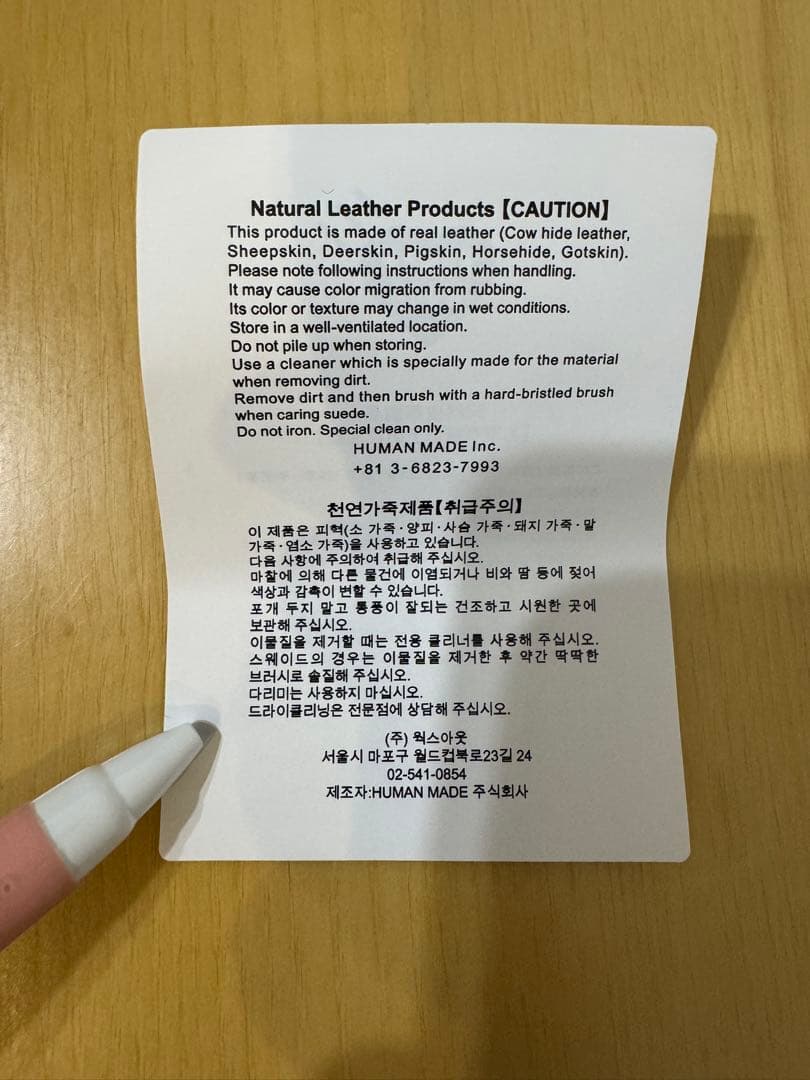 Natural Leather Products【CAUTION】
This product is made of real leather (Cow hide leather,
Sheepskin, Deerskin, Pigskin, Horsehide, Gotskin).
Please note following instructions when handling.
It may cause color migration from rubbing.
Its color or texture may change in wet conditions.
Store in a well-ventilated location.
Do not pile up when storing.
Use a cleaner which is specially made for the material
when removing dirt.
Remove dirt and then brush with a hard-bristled brush
when caring suede.
Do not iron. Special clean only.
HUMAN MADE Inc.
+81 3-6823-7993
천연가죽제품【취급주의】
이 제품은 피혁(소 가죽·양피·사슴 가죽·돼지 가죽·말
가죽·염소 가죽)을 사용하고 있습니다.
다음 사항에 주의하여 취급해 주십시오.
마찰에 의해 다른 물건에 이염되거나 비와 땀 등에 젖어
색상과 감촉이 변할 수 있습니다.
포개 두지 말고 통풍이 잘되는 건조하고 시원한 곳에
보관해 주십시오.
이물질을 제거할 때는 전용 클리너를 사용해 주십시오.
스웨이드의 경우는 이물질을 제거한 후 약간 딱딱한
브러시로 솔질해 주십시오.
다리미는 사용하지 마십시오.
드라이클리닝은 전문점에 상담해 주십시오.
(주) 웍스아웃
서울시 마포구 월드컵북로23길 24
02-541-0854
제조자:HUMAN MADE 주식회사